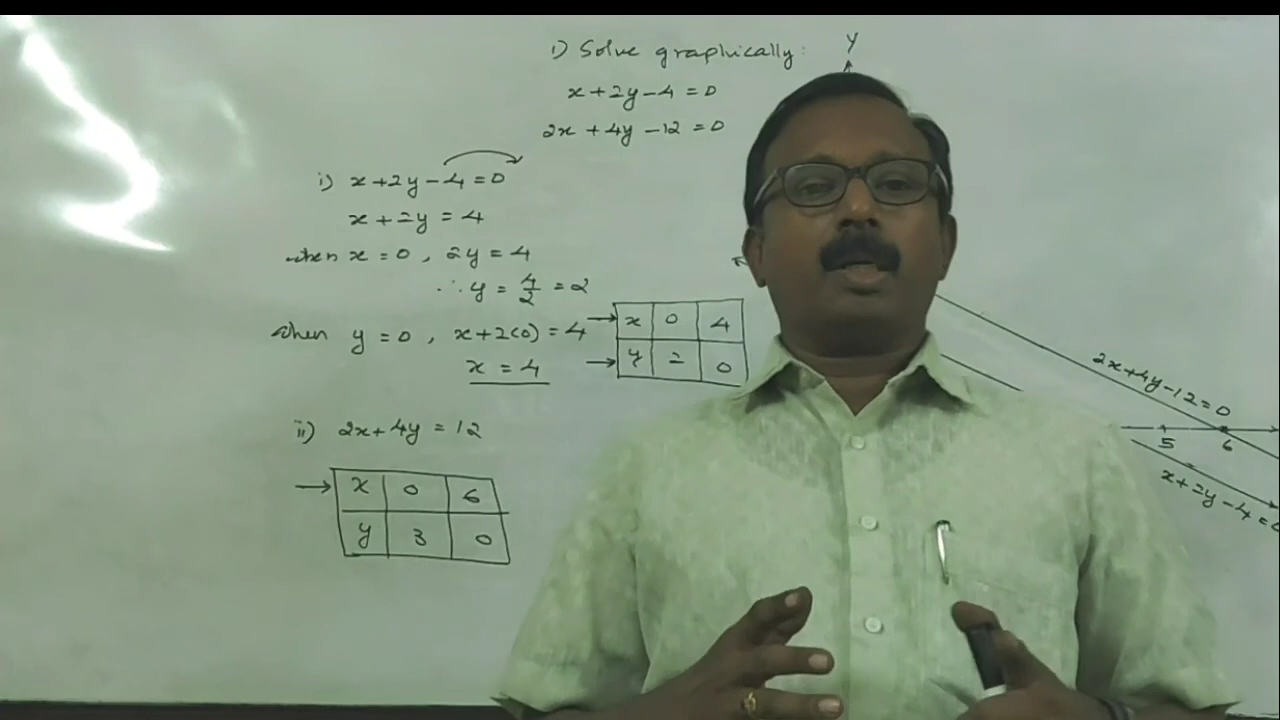 1) Solve graphically:
x+2y-4=0
2x+4y-12=0
i) x+2y-4=0
x+2y=4
when x=0, 2y=4
∴y=4/2=2
when y=0, x+2(0)=4
x=4
x 0 4
y 2 0
ii) 2x+4y=12
x 0 6
y 3 0
y
2x+4y-12=0
5 6
x+2y-4=0